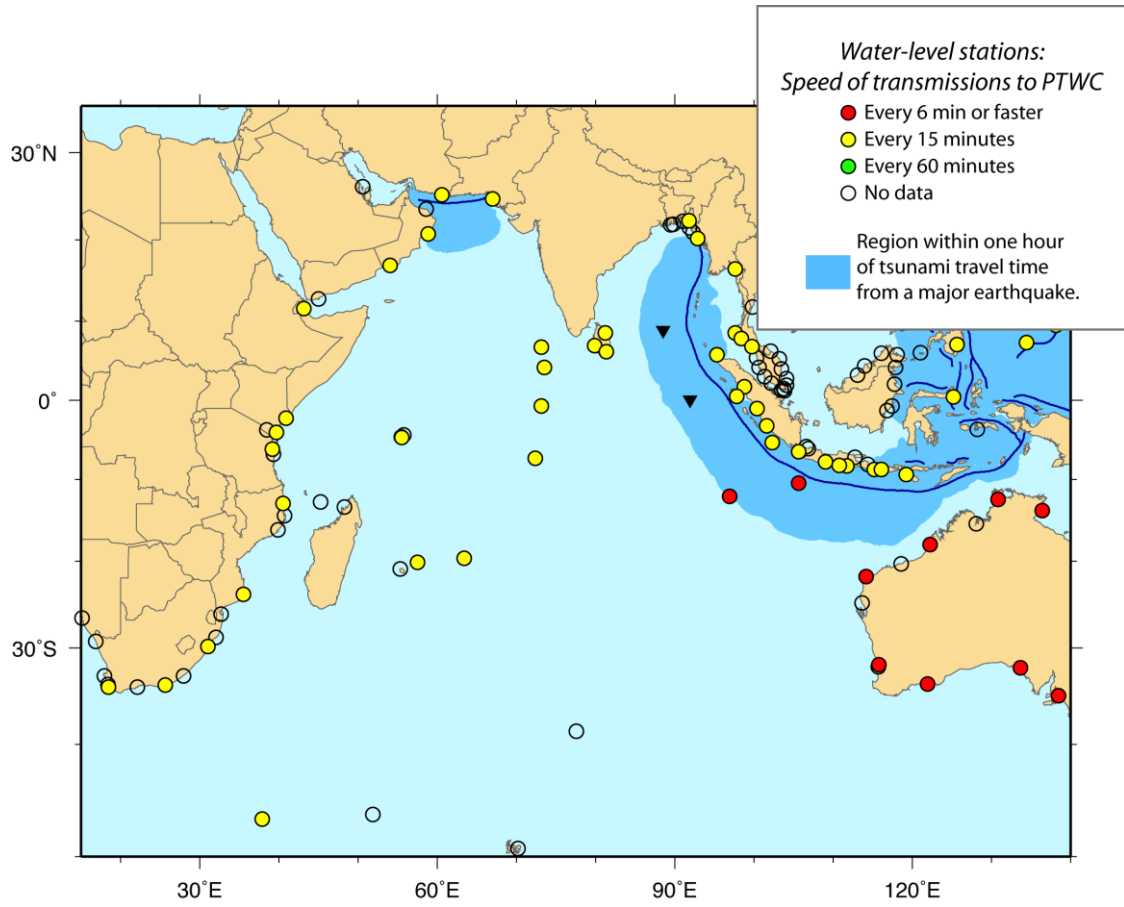 Water-level stations:
Speed of transmissions to PTWC
Every 6 min or faster
Every 15 minutes
Every 60 minutes
No data
Region within one hour
of tsunami travel time
from a major earthquake.
30˚N
0˚
30˚S
30˚E
60˚E
90˚E
120˚E